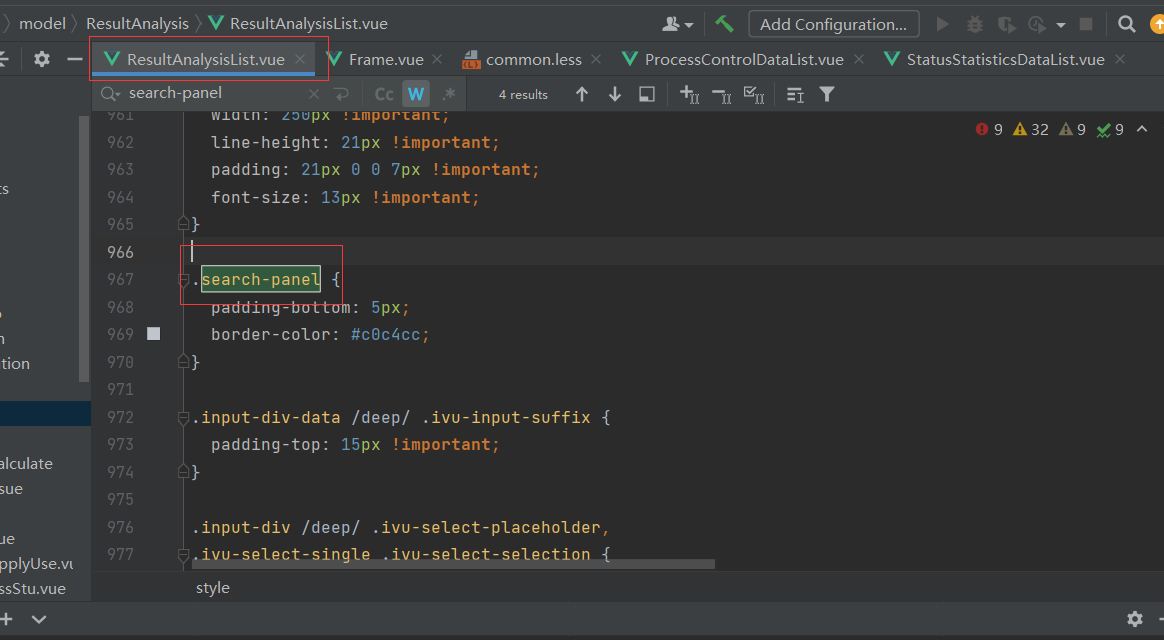 model ResultAnalysis ResultAnalysisList.vue Add Configuration...
ResultAnalysisList.vue Frame.vue common.less ProcessControlDataList.vue StatusStatisticsDataList.vue
search-panel Cc W .* 4 results
961 width: 250px !important;
9 32 9 9
962 line-height: 21px !important;
963 padding: 21px 0 0 7px !important;
964 font-size: 13px !important;
965 }
966
967 .search-panel {
968 padding-bottom: 5px;
969 border-color: #c0c4cc;
970 }
971
972 .input-div-data /deep/ .ivu-input-suffix {
973 padding-top: 15px !important;
974 }
975
976 .input-div /deep/ .ivu-select-placeholder,
977 .ivu-select-single .ivu-select-selection {
style
ts
tion
alculate
sue
ue
pplyUse.vu
ssStu.vue